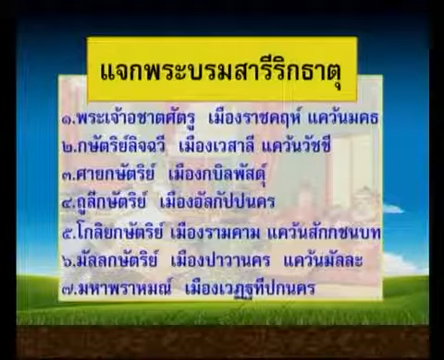 แจกพระบรมสารีริกธาตุ
๑.พระเจ้าอชาตศัตรู เมืองราชคฤห์ แคว้นมคธ
๒.กษัตริย์ลิจฉวี เมืองเวสาลี แคว้นวัชชี
๓.ศายกษัตริย์ เมืองกบิลพัสดุ์
๔.ถูลีกษัตริย์ เมืองอัลกัปปนคร
๕.โกลิยกษัตริย์ เมืองรามคาม แคว้นสักกชนบท
๖.มัลลกษัตริย์ เมืองปาวานคร แคว้นมัลละ
๗.มหาพราหมณ์ เมืองเวฏฐทีปกนคร